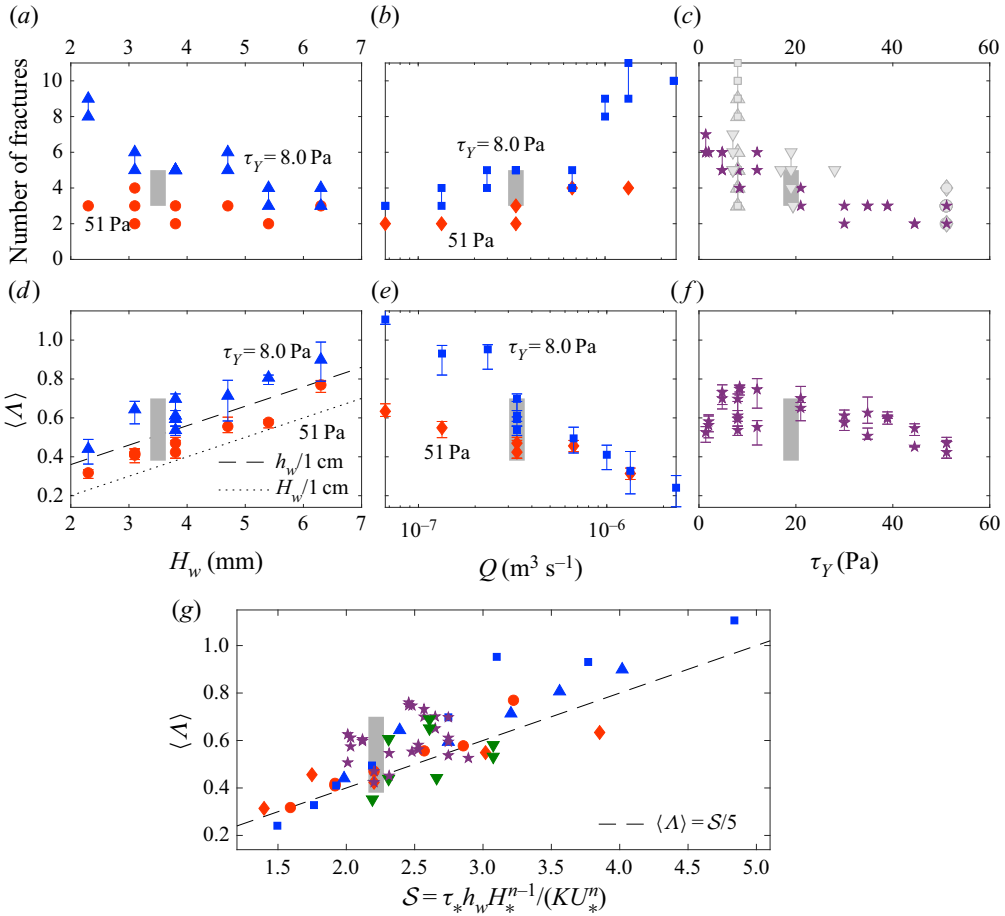 (a) (b) (c)
2 3 4 5 6 7 0 20 40 60
Number of fractures
10
8
6
4
2
0
τ_Y = 8.0 Pa
51 Pa
τ_Y = 8.0 Pa
51 Pa
(d) (e) (f)
⟨Λ⟩
1.0
0.8
0.6
0.4
0.2
τ_Y = 8.0 Pa
51 Pa
h_w/1 cm
H_w/1 cm
τ_Y = 8.0 Pa
51 Pa
2 3 4 5 6 7 10⁻⁷ 10⁻⁶ 0 20 40 60
H_w (mm) Q (m³ s⁻¹) τ_Y (Pa)
(g)
⟨Λ⟩
1.0
0.8
0.6
0.4
0.2
⟨Λ⟩ = 𝒮/5
1.5 2.0 2.5 3.0 3.5 4.0 4.5 5.0
𝒮 = τ_* h_w H_*^{n−1}/(KU_*^n)